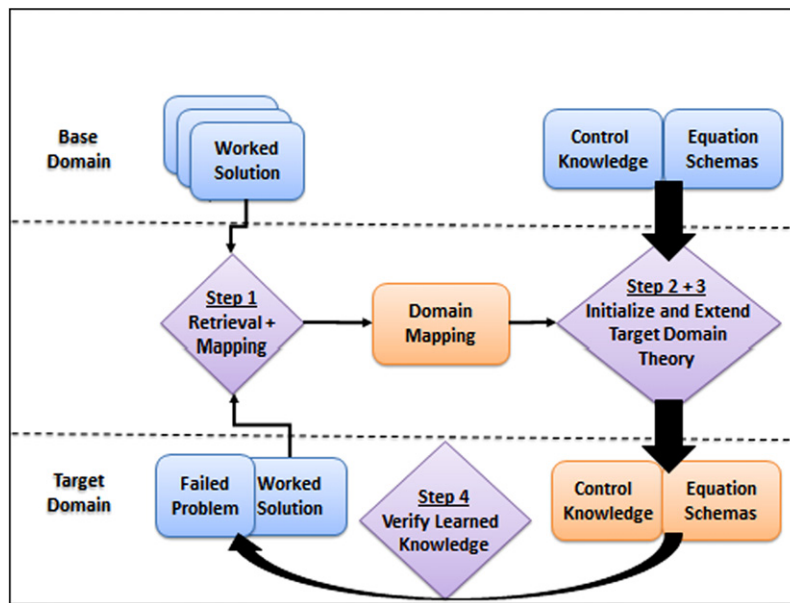 Base
Domain
Worked
Solution
Control
Knowledge
Equation
Schemas
Step 1
Retrieval +
Mapping
Domain
Mapping
Step 2 + 3
Initialize and Extend
Target Domain
Theory
Target
Domain
Failed
Problem
Worked
Solution
Step 4
Verify Learned
Knowledge
Control
Knowledge
Equation
Schemas